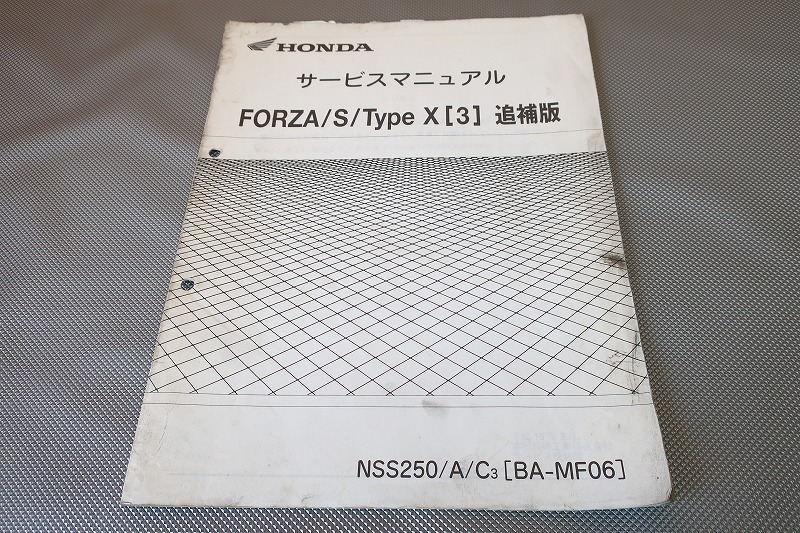 HONDA
サービスマニュアル
FORZA/S/Type X[3] 追補版
NSS250/A/C3 [BA-MF06]